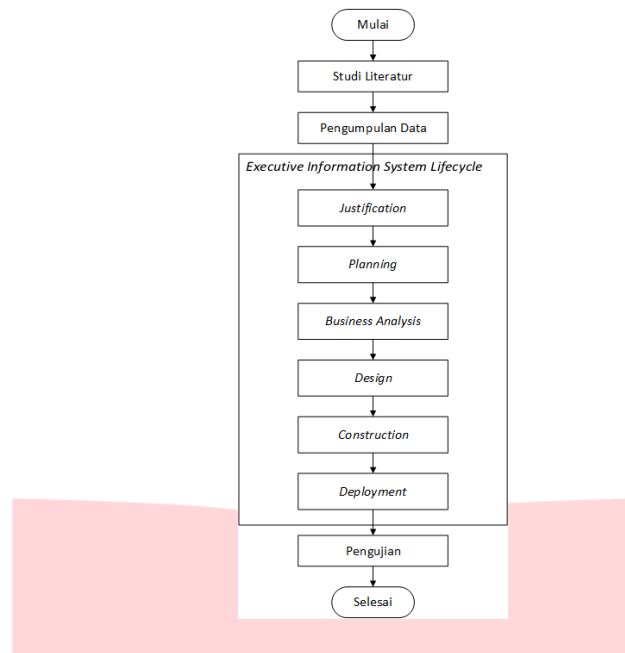 Mulai
Studi Literatur
Pengumpulan Data
Executive Information System Lifecycle
Justification
Planning
Business Analysis
Design
Construction
Deployment
Pengujian
Selesai